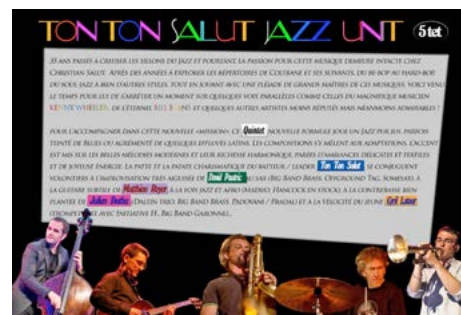 TON TON SALUT JAZZ UNIT 5tet
35 ans passés à creuser les sillons du Jazz et pourtant, la passion pour cette musique demeure intacte chez
Christian Salut. Après des années à explorer les répertoires de Coltrane et ses suivants, du be-bop au hard-bop,
du soul-jazz à bien d'autres styles, tout en jouant avec une pléiade de grands maîtres de ces musiques, voici venu
le temps pour lui de s'arrêter un moment sur quelques voix parallèles comme celles du magnifique musicien
Kenny Wheeler, de l'éternel Bill Evans et quelques autres artistes moins réputés mais néanmoins admirables !
Pour l'accompagner dans cette nouvelle «mission», ce Quintet nouvelle formule joue un jazz pur jus, parfois
teinté de blues ou agrémenté de quelques effluves latins. Les compositions s'y mêlent aux adaptations. L'accent
est mis sur les belles mélodies modernes et leur richesse harmonique, parées d'ambiances délicates et tactiles
et de joyeuse énergie. La patte et la patate charismatique du batteur / leader Ton Ton Salut se conjuguent
volontiers à l'improvisation très aiguisée de David Pautric au sax (Big Band Brass, Offground Tag, Somesax), à
la guitare subtile de Mathieu Royer à la fois jazz et afro (Madjo, Hancock en stock), à la contrebasse bien
plantée de Julien Duthu (Daltin Trio, Big Band, Padovani / Pradal) et à la vélocité du jeune Cyril Latour
(Trompette avec Initiative H, Big Band Garonne)...